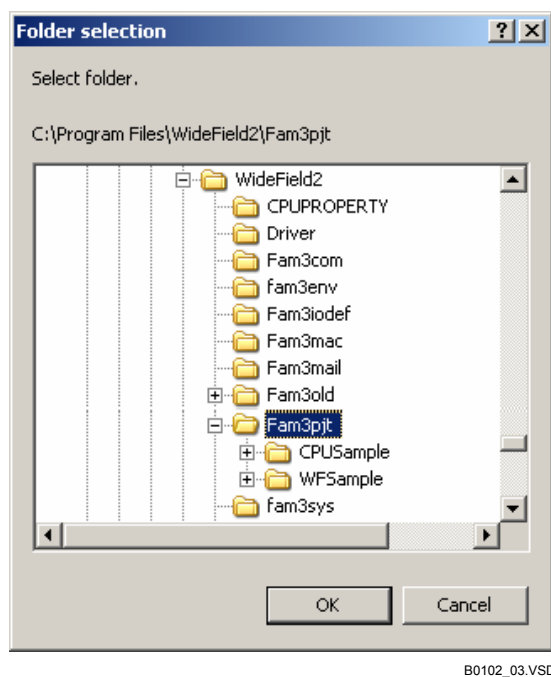 Folder selection
Select folder.
C:\Program Files\WideField2\Fam3pjt
WideField2
CPUPROPERTY
Driver
Fam3com
fam3env
Fam3iodef
Fam3mac
Fam3mail
Fam3old
Fam3pjt
CPUSample
WFSample
fam3sys
OK Cancel
B0102_03.VSD